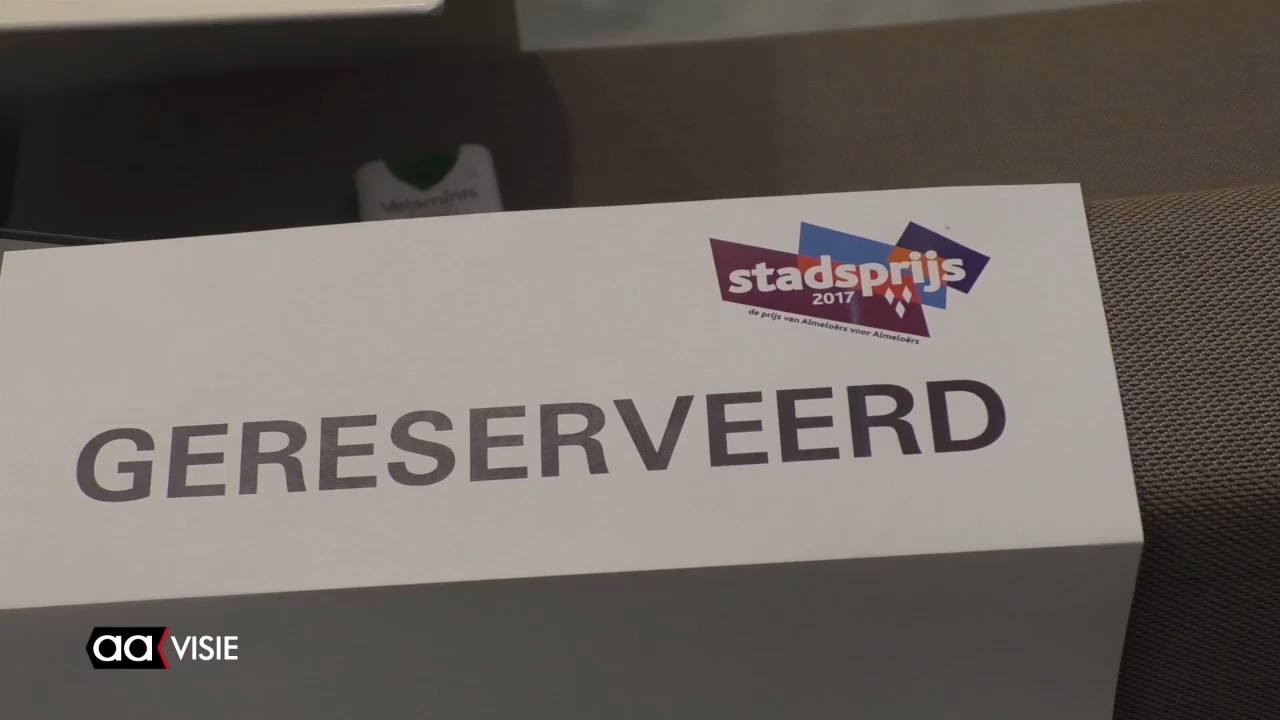 Velamints
stadsprijs
2017
de prijs van Almeloërs voor Almeloërs
GERESERVEERD
aa VISIE